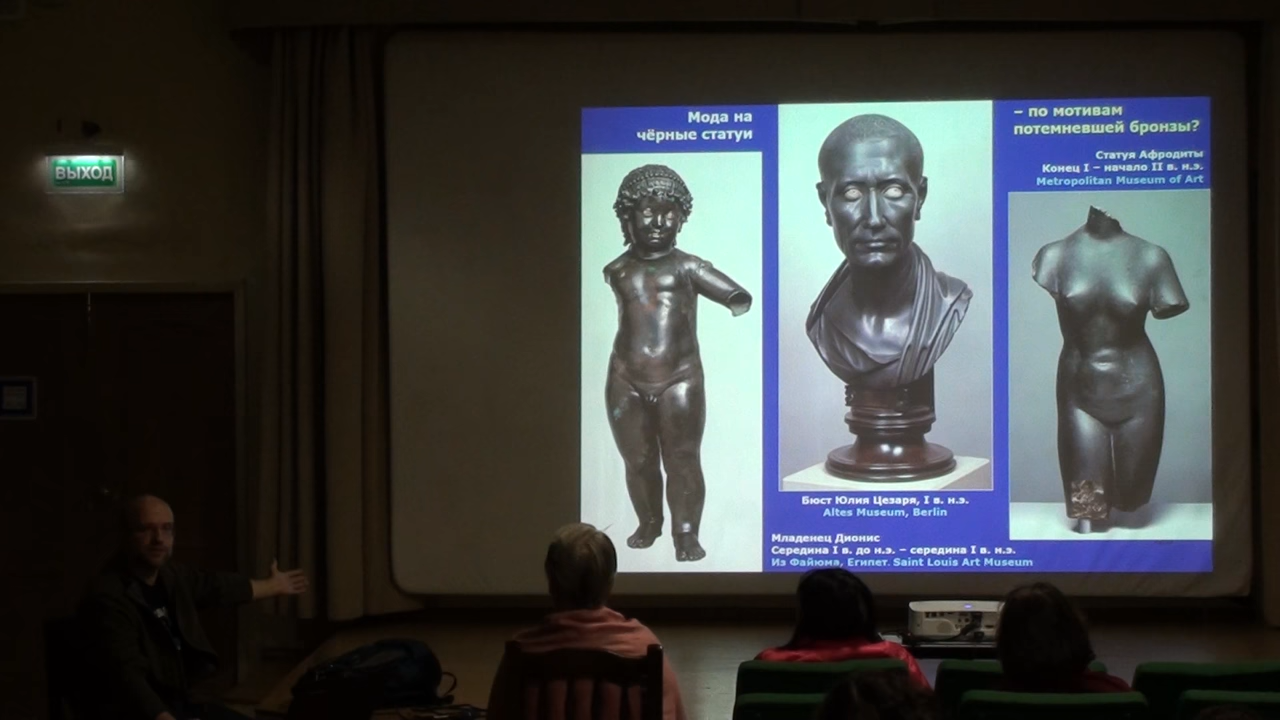 ВЫХОД
Мода на
чёрные статуи
– по мотивам
потемневшей бронзы?
Статуя Афродиты
Конец I – начало II в. н.э.
Metropolitan Museum of Art
Бюст Юлия Цезаря, I в. н.э.
Altes Museum, Berlin
Младенец Дионис
Середина I в. до н.э. – середина I в. н.э.
Из Файюма, Египет. Saint Louis Art Museum